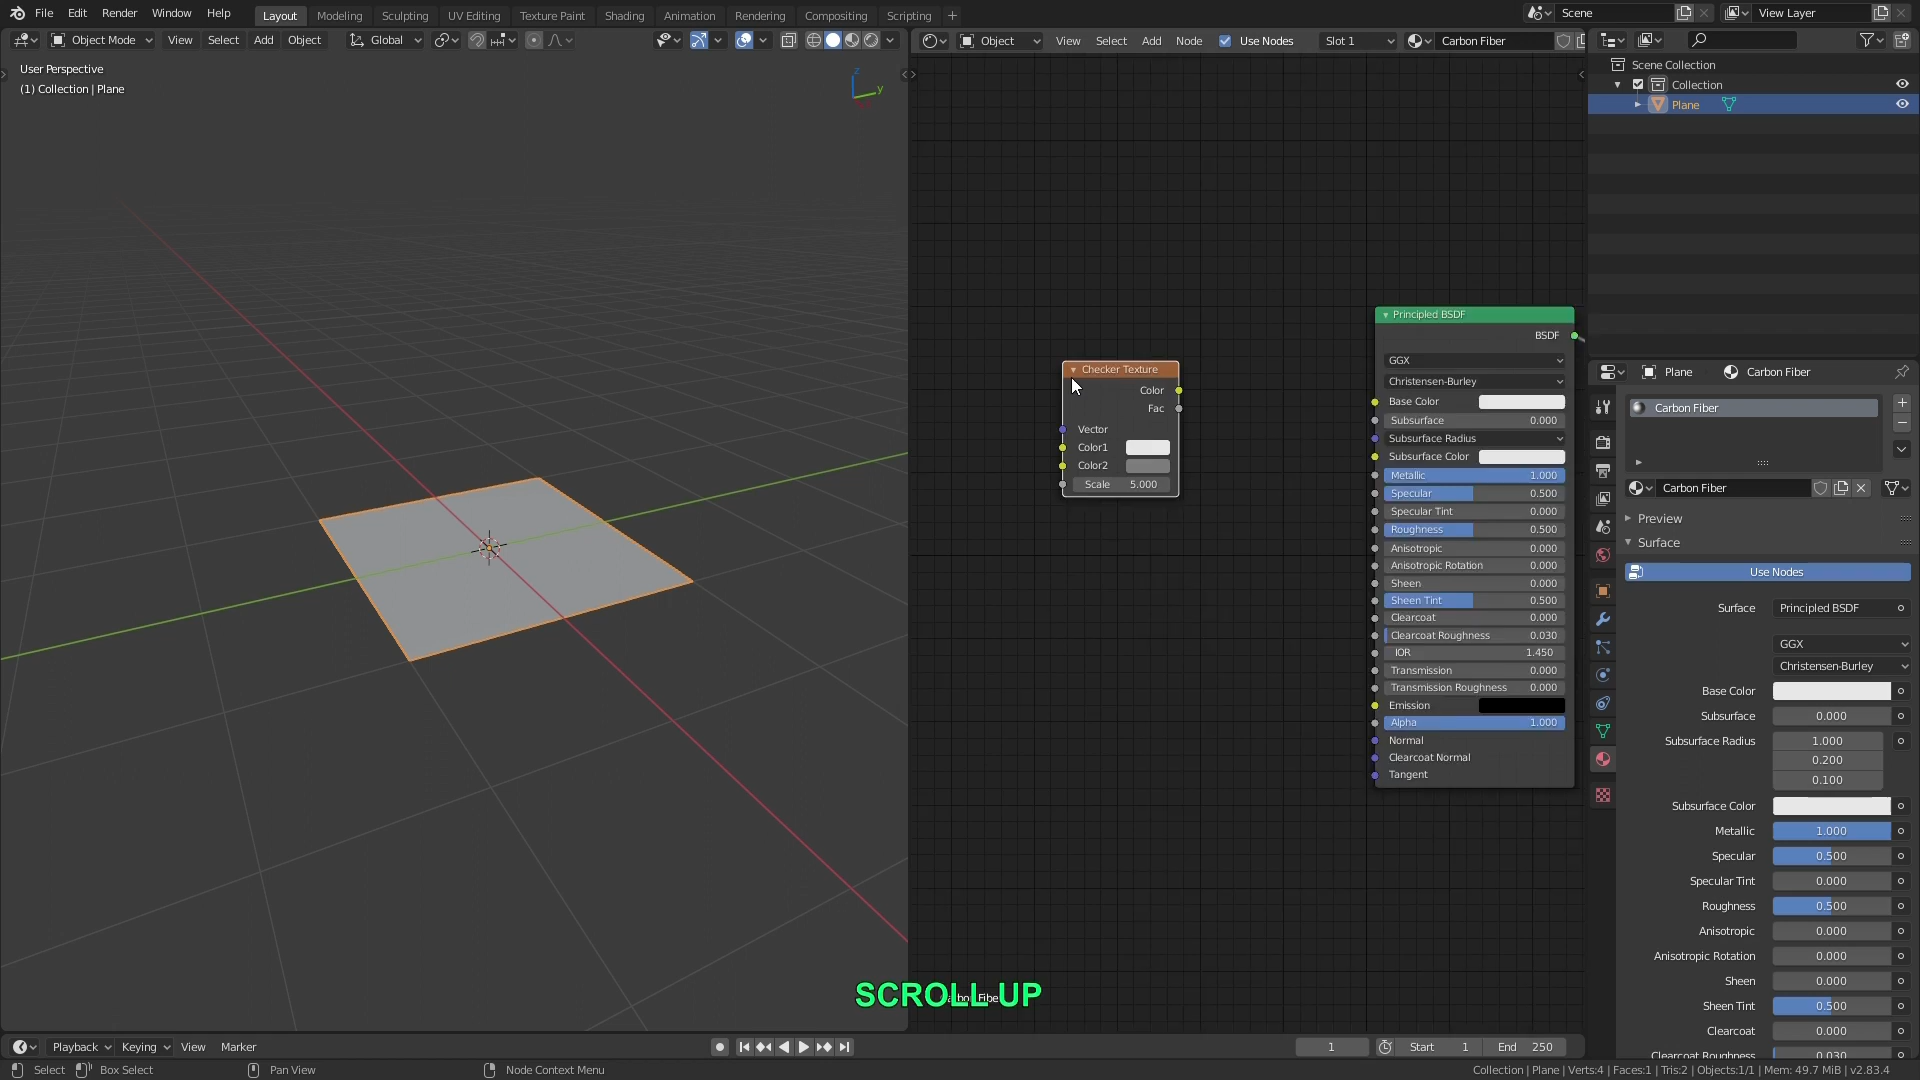 File Edit Render Window Help Layout Modeling Sculpting UV Editing Texture Paint Shading Animation Rendering Compositing Scripting + Scene View Layer
Object Mode View Select Add Object Global
Object View Select Add Node Use Nodes Slot 1 Carbon Fiber
User Perspective
(1) Collection | Plane
z
y
Scene Collection
Collection
Plane
Checker Texture
Color
Fac
Vector
Color1
Color2
Scale 5.000
Principled BSDF
BSDF
GGX
Christensen-Burley
Base Color
Subsurface 0.000
Subsurface Radius
Subsurface Color
Metallic 1.000
Specular 0.500
Specular Tint 0.000
Roughness 0.500
Anisotropic 0.000
Anisotropic Rotation 0.000
Sheen 0.000
Sheen Tint 0.500
Clearcoat 0.000
Clearcoat Roughness 0.030
IOR 1.450
Transmission 0.000
Transmission Roughness 0.000
Emission
Alpha 1.000
Normal
Clearcoat Normal
Tangent
Plane Carbon Fiber
Carbon Fiber
Carbon Fiber
Preview
Surface
Use Nodes
Surface Principled BSDF
GGX
Christensen-Burley
Base Color
Subsurface 0.000
Subsurface Radius 1.000
0.200
0.100
Subsurface Color
Metallic 1.000
Specular 0.500
Specular Tint 0.000
Roughness 0.500
Anisotropic 0.000
Anisotropic Rotation 0.000
Sheen 0.000
Sheen Tint 0.500
Clearcoat 0.000
Clearcoat Roughness 0.030
SCROLL UP
Playback Keying View Marker 1 Start 1 End 250
Select Box Select Pan View Node Context Menu Collection | Plane | Verts:4 | Faces:1 | Tris:2 | Objects:1/1 | Mem: 49.7 MiB | v2.83.4